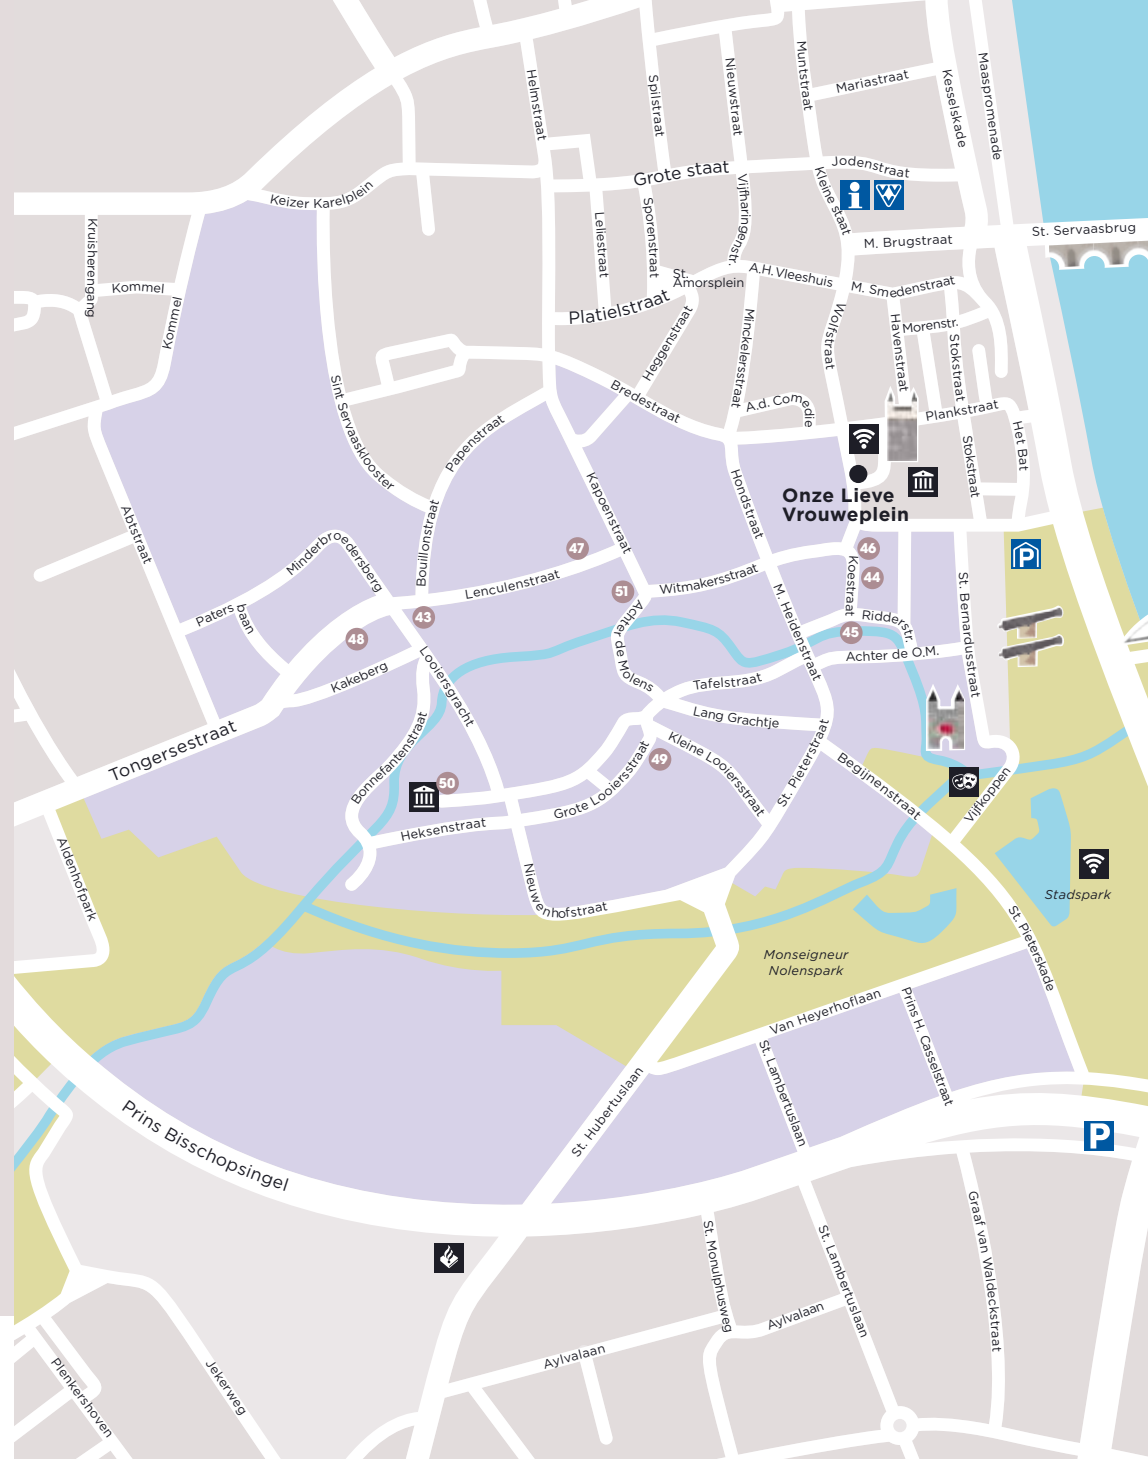 Helmstraat
Spilstraat
Nieuwstraat
Muntstraat
Mariastraat
Kesselskade
Maaspromenade
Keizer Karelplein
Grote staat
Jodenstraat
Kleine staat
i
M. Brugstraat
St. Servaasbrug
Kruisherengang
Kommel
Kommel
Leliestraat
Sporenstraat
Vijfharingenstr.
St.
Amorsplein
A.H. Vleeshuis
M. Smedenstraat
Platielstraat
Heggenstraat
Minckelersstraat
Wolfstraat
Havenstraat
Morenstr.
Stokstraat
Sint Servaasklooster
Papenstraat
Bredestraat
A.d. Comedie
Plankstraat
Het Bat
Stokstraat
Kapoenstraat
Hondstraat
Onze Lieve
Vrouweplein
Abtstraat
Minderbroedersberg
Bouillonstraat
47
46
P
Lenculenstraat
51
Witmakersstraat
Koestraat
44
St. Bernardusstraat
Paters
baan
48
43
Achter de Molens
M. Heidenstraat
45
Ridderstr.
Achter de O.M.
Kakeberg
Looiersgracht
Tafelstraat
Lang Grachtje
Tongersestraat
Bonnefantenstraat
50
49
Kleine Looiersstraat
St. Pieterstraat
Begijnenstraat
Vijfkoppen
Heksenstraat
Grote Looiersstraat
Aldenhofpark
Nieuwenhofstraat
Stadspark
St. Pieterskade
Monseigneur
Nolenspark
Van Heyerhoflaan
Prins H. Casselstraat
St. Lambertuslaan
St. Hubertuslaan
Prins Bisschopsingel
P
Graaf van Waldeckstraat
St. Monulphusweg
St. Lambertuslaan
Aylvalaan
Aylvalaan
Jekerweg
Plenkershoven